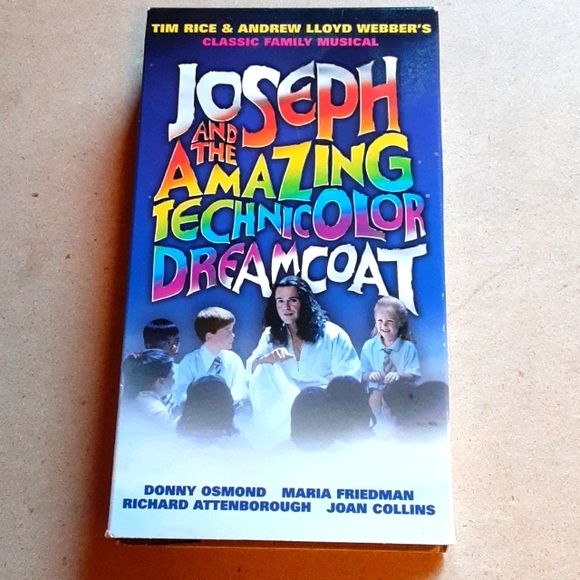 TIM RICE & ANDREW LLOYD WEBBER'S
CLASSIC FAMILY MUSICAL
JOSEPH
AND THE
AMAZING
TECHNICOLOR
DREAMCOAT
DONNY OSMOND MARIA FRIEDMAN
RICHARD ATTENBOROUGH JOAN COLLINS